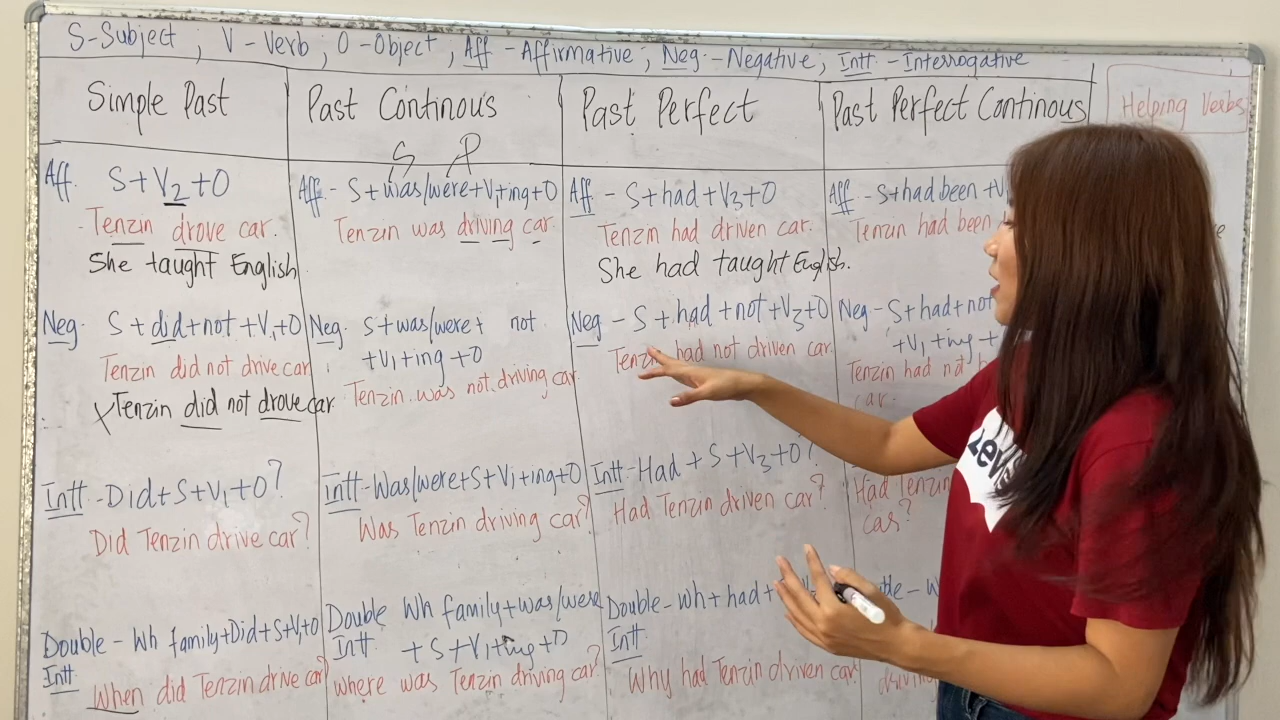 S-Subject ; V-Verb ; O-Object , Aff -Affirmative ; Neg -Negative , Intt -Interrogative
Simple Past
Aff. S+V2+O
Tenzin drove car.
She taught English
Neg. S+did+not+V1+O
Tenzin did not drive car
X Tenzin did not drove car.
Intt -Did+S+V1+O?
Did Tenzin drive car?
Double - Wh family+Did+S+V1+O
Intt
When did Tenzin drive car?
Past Continous
S P
Aff - S+was/were+V1+ing+O
Tenzin was driving car.
Neg. S+was/were+ not
+V1+ing+O
Tenzin was not driving car
Intt-Was/were+S+V1+ing+O
Was Tenzin driving car?
Double Wh family+was/were
Intt +S+V1+ing+O
where was Tenzin driving car?
Past Perfect
Aff - S+had+V3+O
Tenzin had driven car.
She had taught English.
Neg - S+had+not+V3+O
Tenzin had not driven car.
Intt-Had+S+V3+O?
Had Tenzin driven car?
Double-Wh+had+
Intt
Why had Tenzin driven car
Past Perfect Continous
Aff -S+had been +V
Tenzin had been
Neg -S+had+not
+V1+ing+
Tenzin had not
car.
Had Tenzin
Car?
Helping Verbs
Levi's